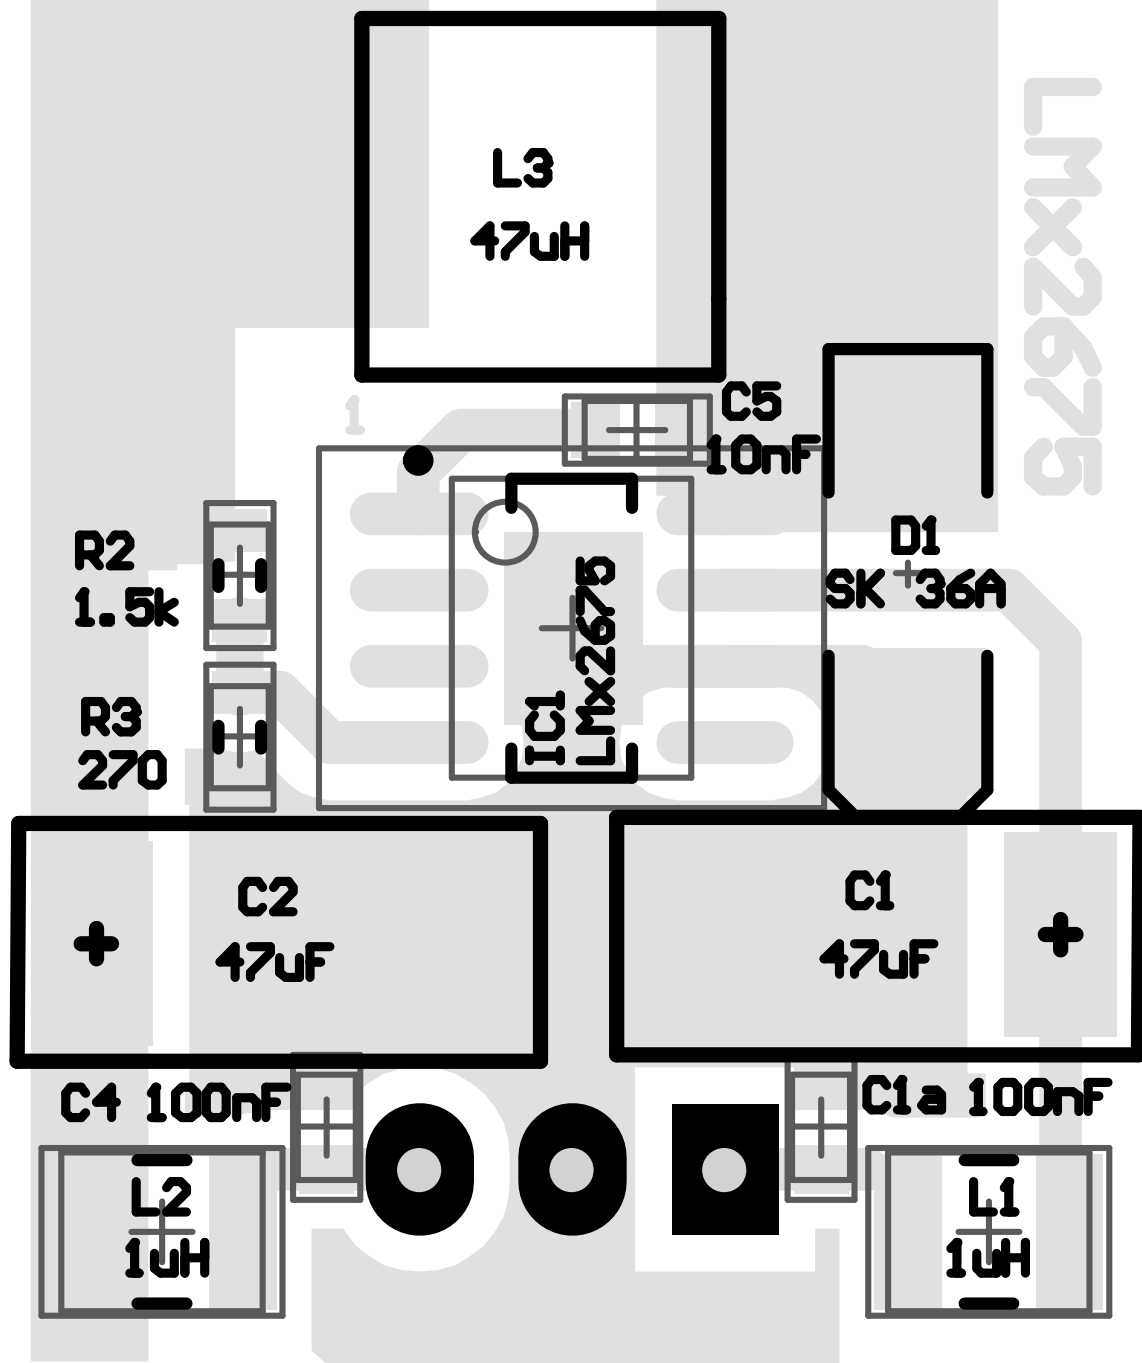 L3
47uH
LMx2675
1
C5
10nF
R2
1.5k
D1
SK 36A
IC1
LMx2675
R3
270
C2
47uF
+
C1
47uF
+
C4 100nF
C1a 100nF
L2
1uH
L1
1uH